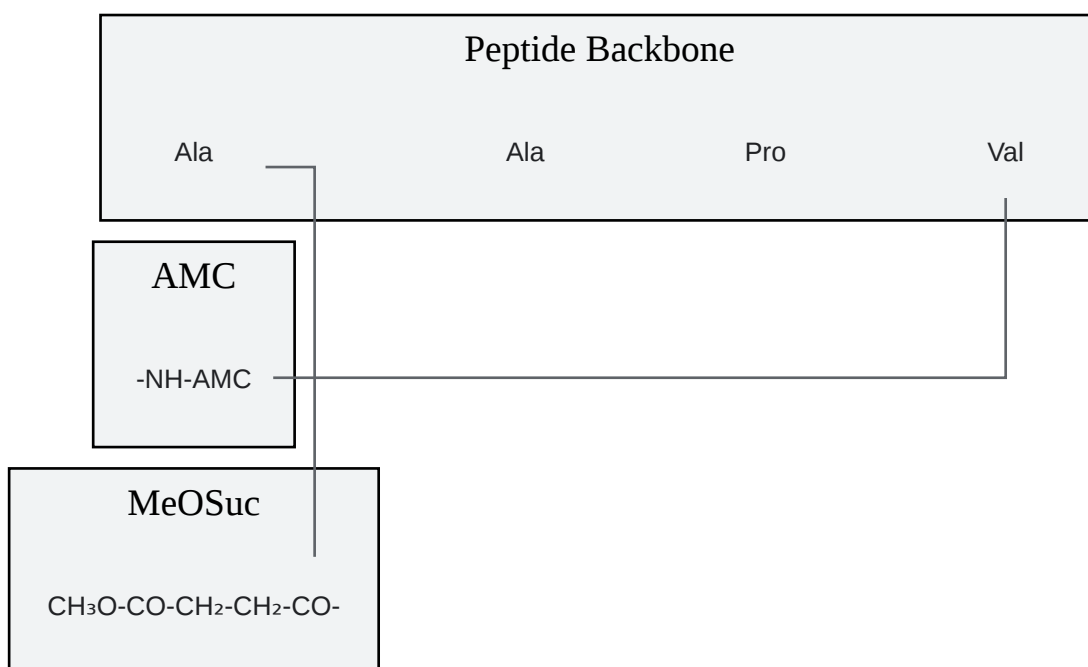 Peptide Backbone
Ala Ala Pro Val
AMC
-NH-AMC
MeOSuc
CH₃O-CO-CH₂-CH₂-CO-